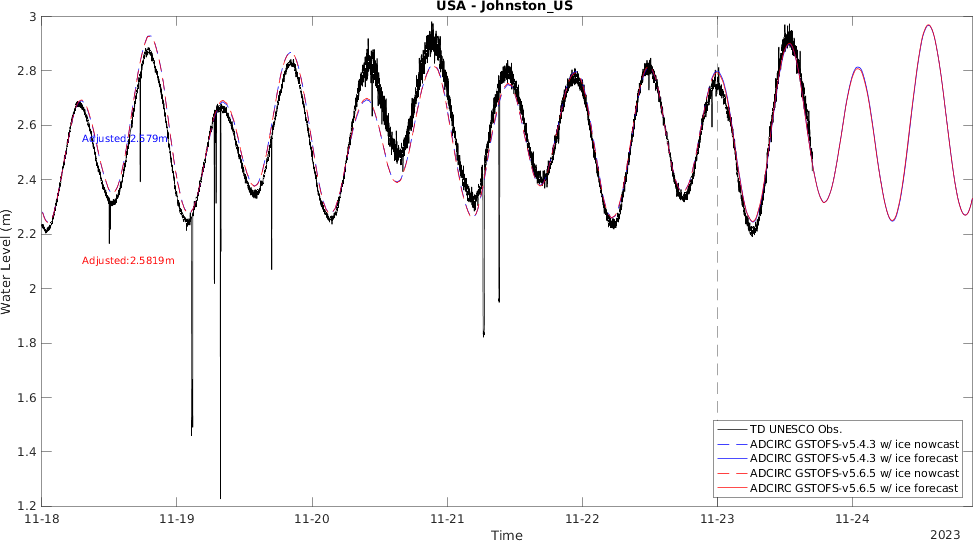 USA - Johnston_US
3
2.8
2.6
2.4
2.2
2
1.8
1.6
1.4
1.2
Water Level (m)
Adjusted:2.579m
Adjusted:2.5819m
TD UNESCO Obs.
ADCIRC GSTOFS-v5.4.3 w/ ice nowcast
ADCIRC GSTOFS-v5.4.3 w/ ice forecast
ADCIRC GSTOFS-v5.6.5 w/ ice nowcast
ADCIRC GSTOFS-v5.6.5 w/ ice forecast
11-18 11-19 11-20 11-21 11-22 11-23 11-24
Time
2023